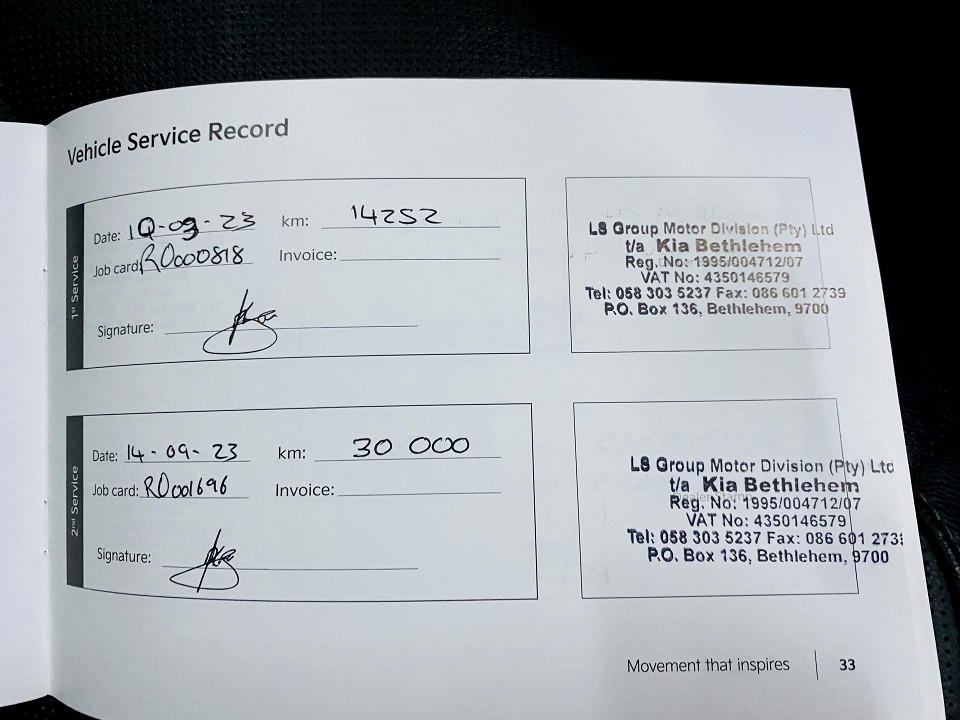 Vehicle Service Record
1st Service
Date: 10-03-23 km: 14252
Job card: RO000818 Invoice:
Signature:
LS Group Motor Division (Pty) Ltd
t/a Kia Bethlehem
Reg. No: 1995/004712/07
VAT No: 4350146579
Tel: 058 303 5237 Fax: 086 601 2739
P.O. Box 136, Bethlehem, 9700
2nd Service
Date: 14-09-23 km: 30 000
Job card: RO001696 Invoice:
Signature:
LS Group Motor Division (Pty) Ltd
t/a Kia Bethlehem
Reg. No: 1995/004712/07
VAT No: 4350146579
Tel: 058 303 5237 Fax: 086 601 273
P.O. Box 136, Bethlehem, 9700
Movement that inspires 33